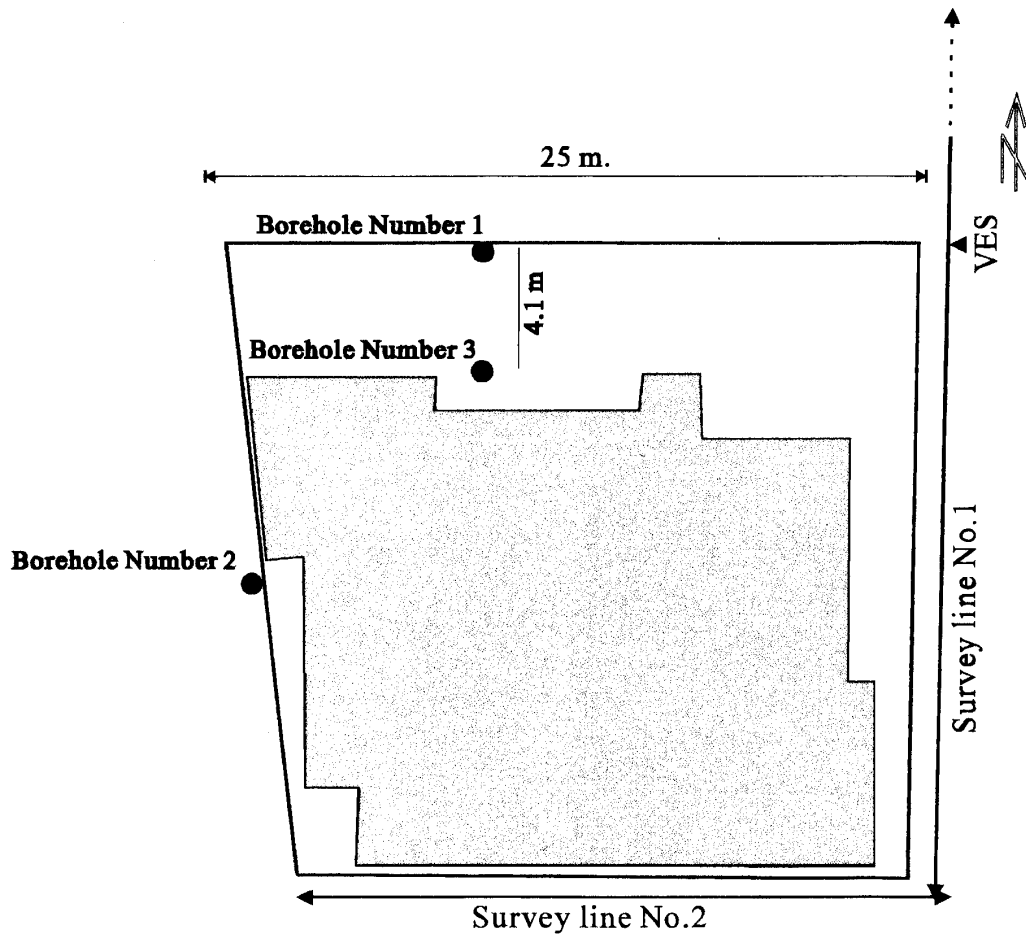 25 m.
Borehole Number 1
VES
4.1 m
Borehole Number 3
Borehole Number 2
Survey line No.1
Survey line No.2
N